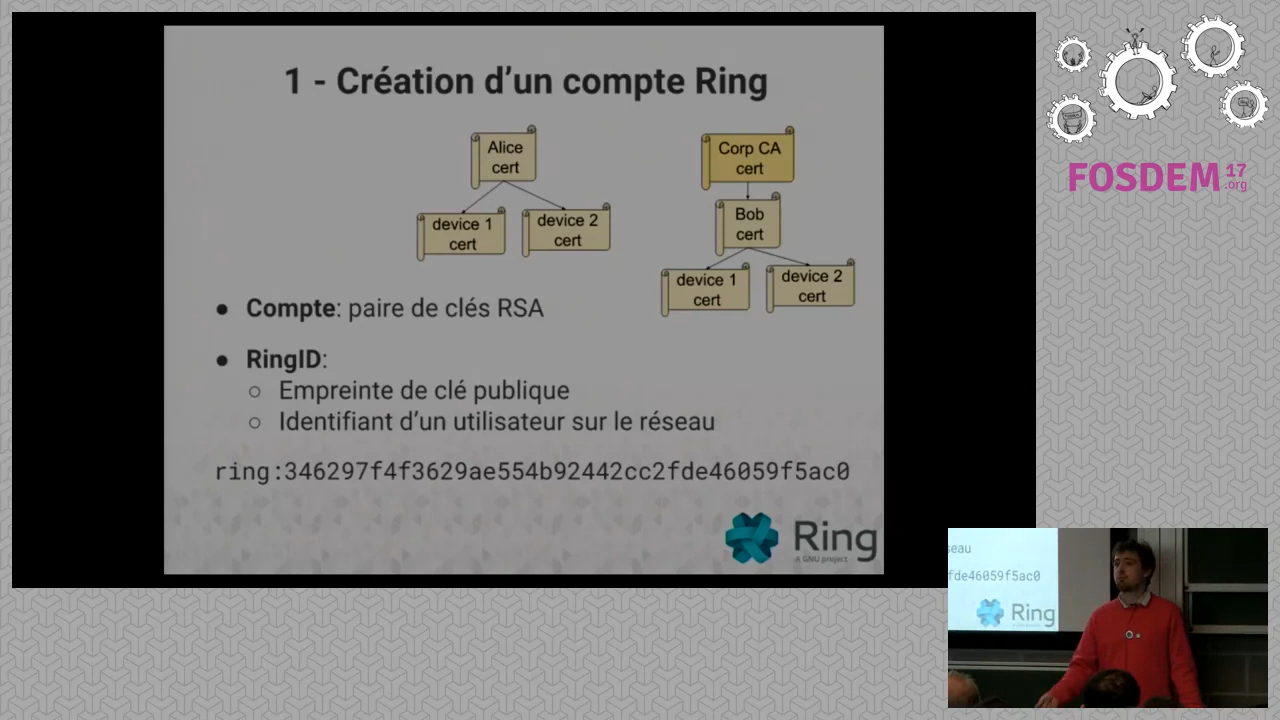 1 - Création d'un compte Ring
Alice
cert
device 1
cert
device 2
cert
Corp CA
cert
Bob
cert
device 1
cert
device 2
cert
● Compte: paire de clés RSA
● RingID:
○ Empreinte de clé publique
○ Identifiant d'un utilisateur sur le réseau
ring:346297f4f3629ae554b92442cc2fde46059f5ac0
Ring
A GNU project
FOSDEM 17
.org
eau
fde46059f5ac0
Ring